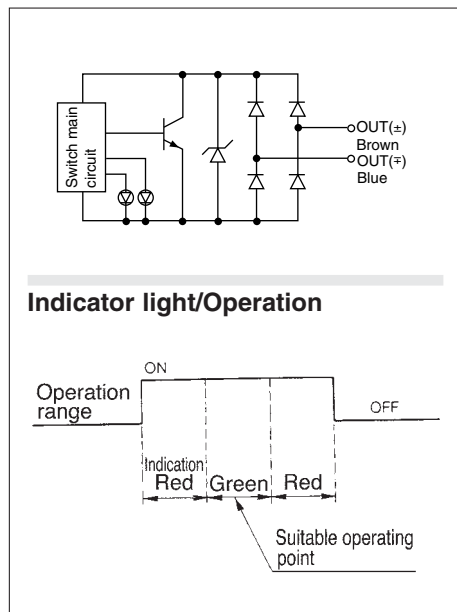 Switch main
circuit
OUT(±)
Brown
OUT(∓)
Blue
Indicator light/Operation
ON
Operation
range
OFF
Indication
Red
Green
Red
Suitable operating
point